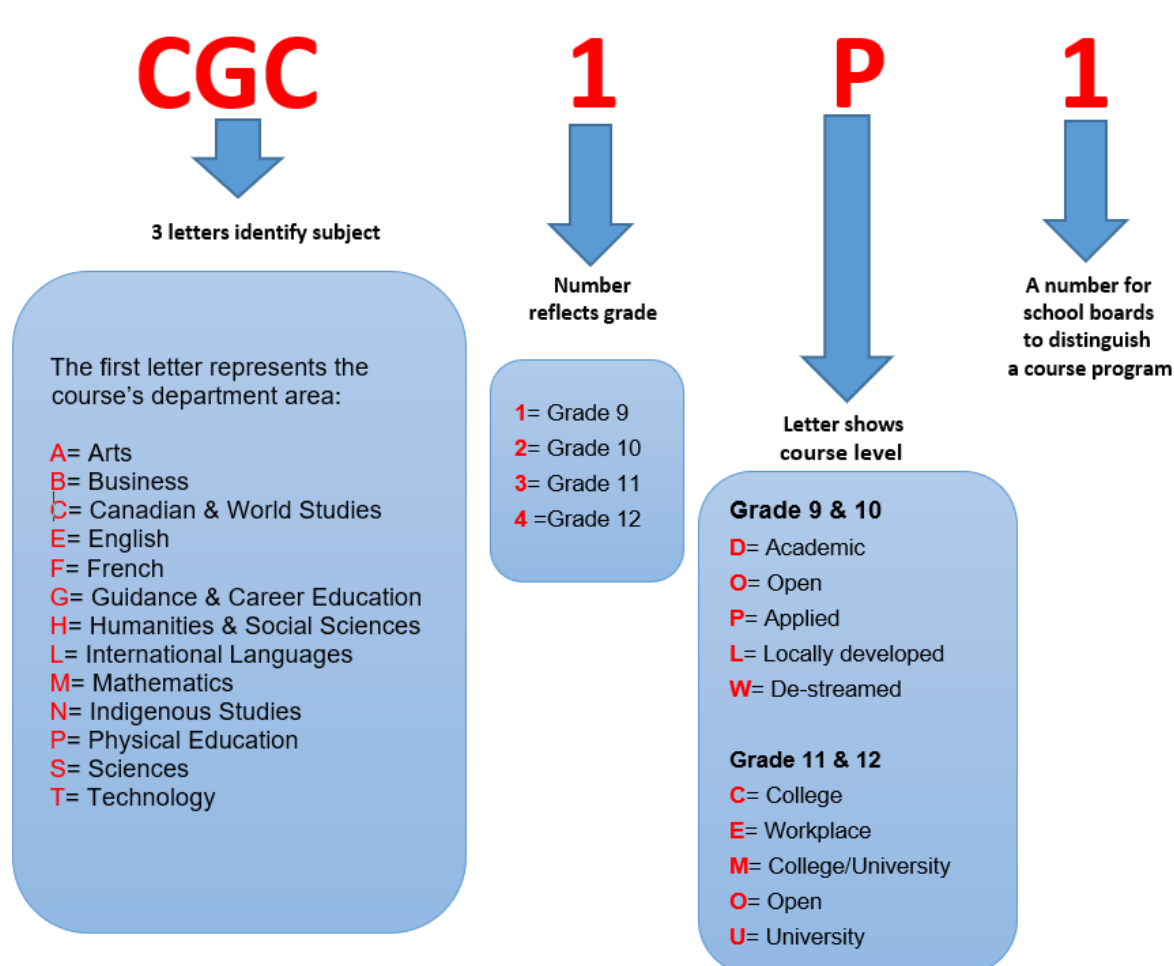 CGC 1 P 1
3 letters identify subject
The first letter represents the
course's department area:
A= Arts
B= Business
C= Canadian & World Studies
E= English
F= French
G= Guidance & Career Education
H= Humanities & Social Sciences
L= International Languages
M= Mathematics
N= Indigenous Studies
P= Physical Education
S= Sciences
T= Technology
Number
reflects grade
1= Grade 9
2= Grade 10
3= Grade 11
4 =Grade 12
Letter shows
course level
Grade 9 & 10
D= Academic
O= Open
P= Applied
L= Locally developed
W= De-streamed
Grade 11 & 12
C= College
E= Workplace
M= College/University
O= Open
U= University
A number for
school boards
to distinguish
a course program